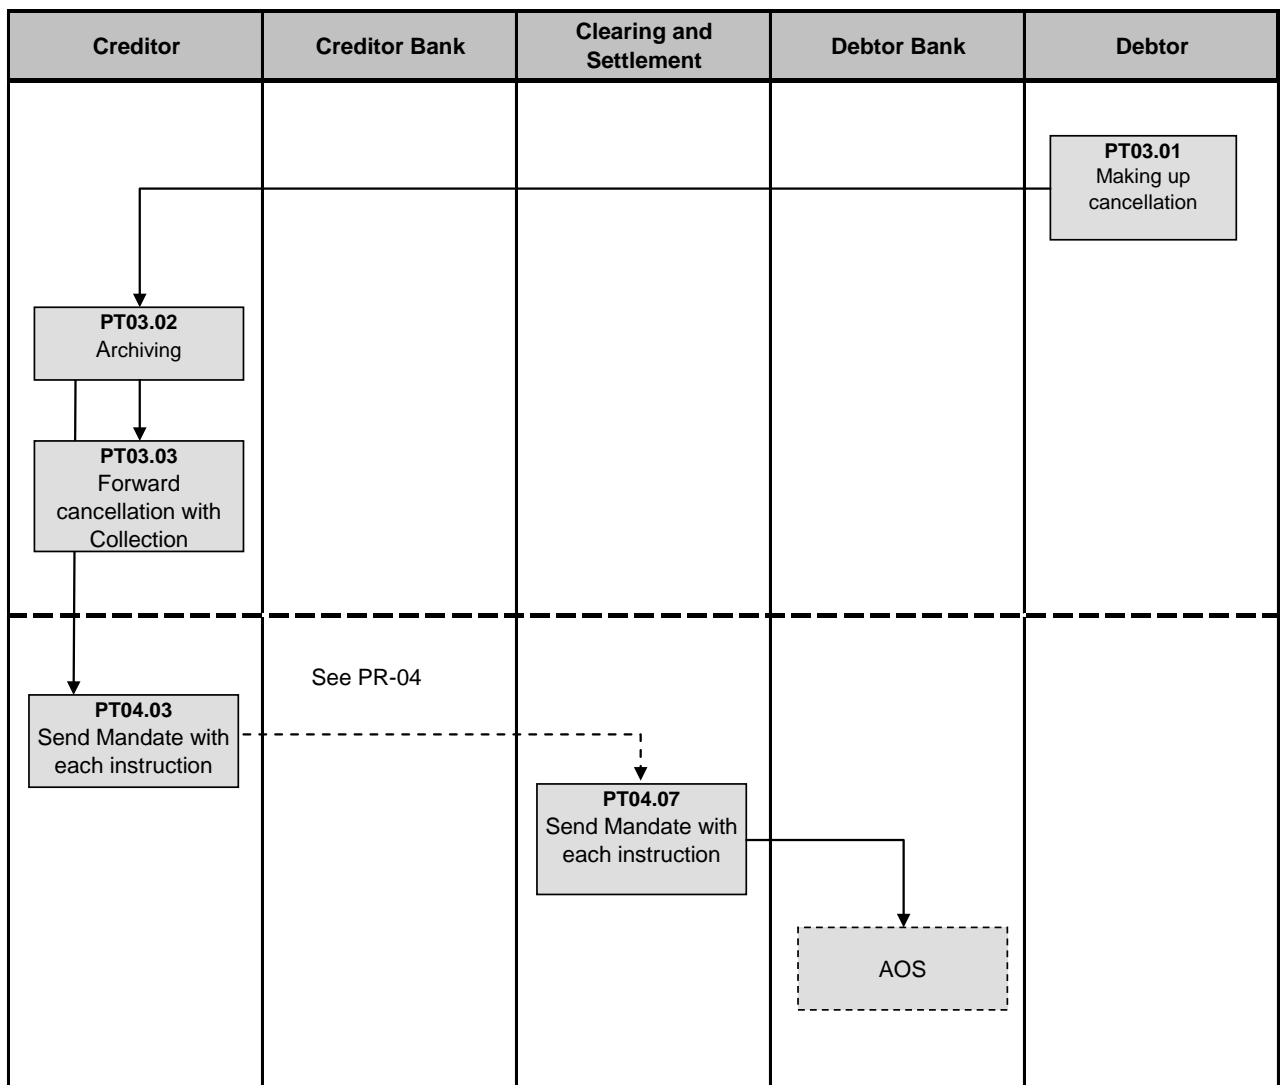 Creditor
Creditor Bank
Clearing and
Settlement
Debtor Bank
Debtor
PT03.01
Making up
cancellation
PT03.02
Archiving
PT03.03
Forward
cancellation with
Collection
See PR-04
PT04.03
Send Mandate with
each instruction
PT04.07
Send Mandate with
each instruction
AOS